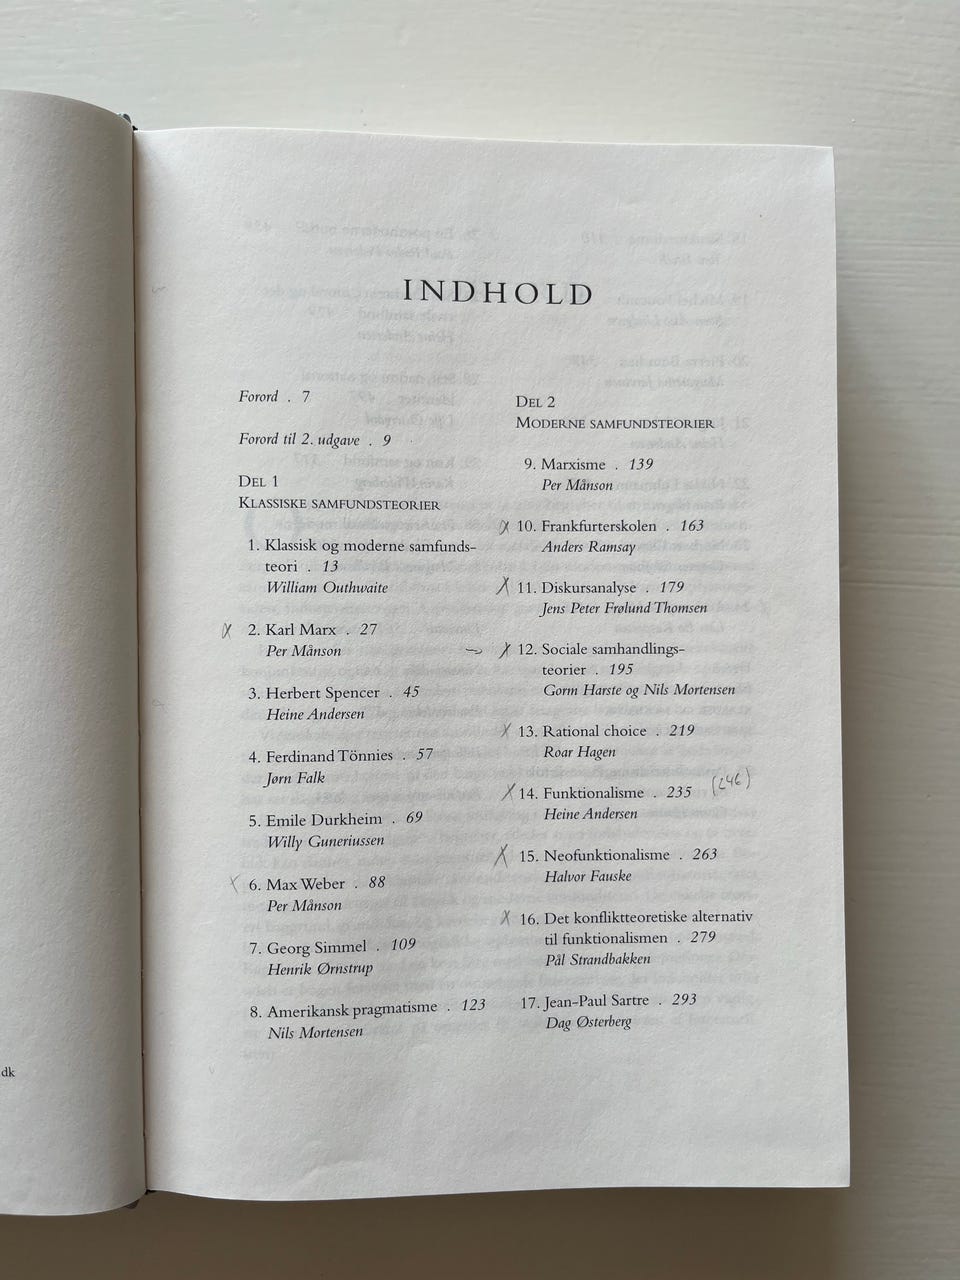 INDHOLD
Forord . 7
Forord til 2. udgave . 9
DEL 1
KLASSISKE SAMFUNDSTEORIER
1. Klassisk og moderne samfunds-
teori . 13
William Outhwaite
2. Karl Marx . 27
Per Månson
3. Herbert Spencer . 45
Heine Andersen
4. Ferdinand Tönnies . 57
Jørn Falk
5. Emile Durkheim . 69
Willy Guneriussen
6. Max Weber . 88
Per Månson
7. Georg Simmel . 109
Henrik Ørnstrup
8. Amerikansk pragmatisme . 123
Nils Mortensen
DEL 2
MODERNE SAMFUNDSTEORIER
9. Marxisme . 139
Per Månson
10. Frankfurterskolen . 163
Anders Ramsay
11. Diskursanalyse . 179
Jens Peter Frølund Thomsen
12. Sociale samhandlings-
teorier . 195
Gorm Harste og Nils Mortensen
13. Rational choice . 219
Roar Hagen
14. Funktionalisme . 235 (246)
Heine Andersen
15. Neofunktionalisme . 263
Halvor Fauske
16. Det konfliktteoretiske alternativ
til funktionalismen . 279
Pål Strandbakken
17. Jean-Paul Sartre . 293
Dag Østerberg
dk